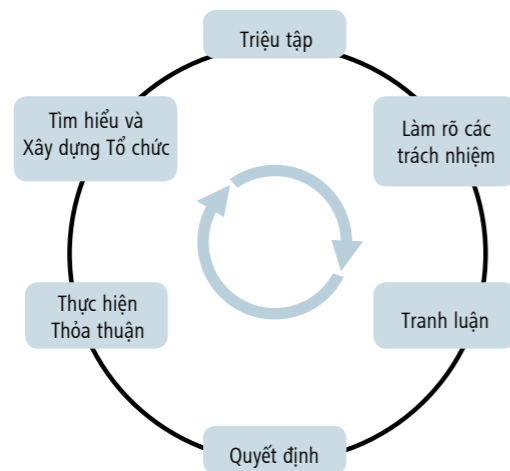 Triệu tập
Làm rõ các
trách nhiệm
Tranh luận
Quyết định
Thực hiện
Thỏa thuận
Tìm hiểu và
Xây dựng Tổ chức